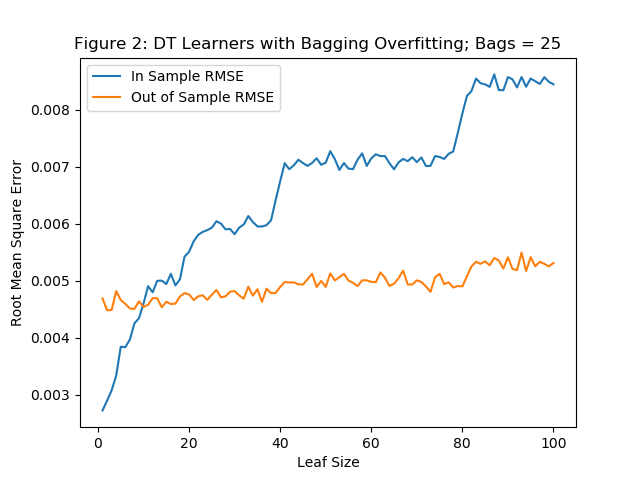 Figure 2: DT Learners with Bagging Overfitting; Bags = 25
In Sample RMSE
Out of Sample RMSE
0.008
0.007
0.006
0.005
0.004
0.003
Root Mean Square Error
0
20
40
60
80
100
Leaf Size